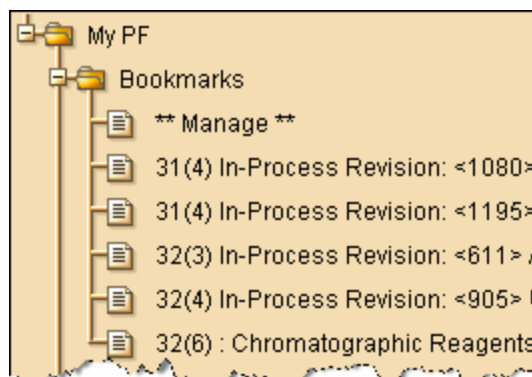 My PF
Bookmarks
** Manage **
31(4) In-Process Revision: <1080>
31(4) In-Process Revision: <1195>
32(3) In-Process Revision: <611>
32(4) In-Process Revision: <905>
32(6) : Chromatographic Reagents